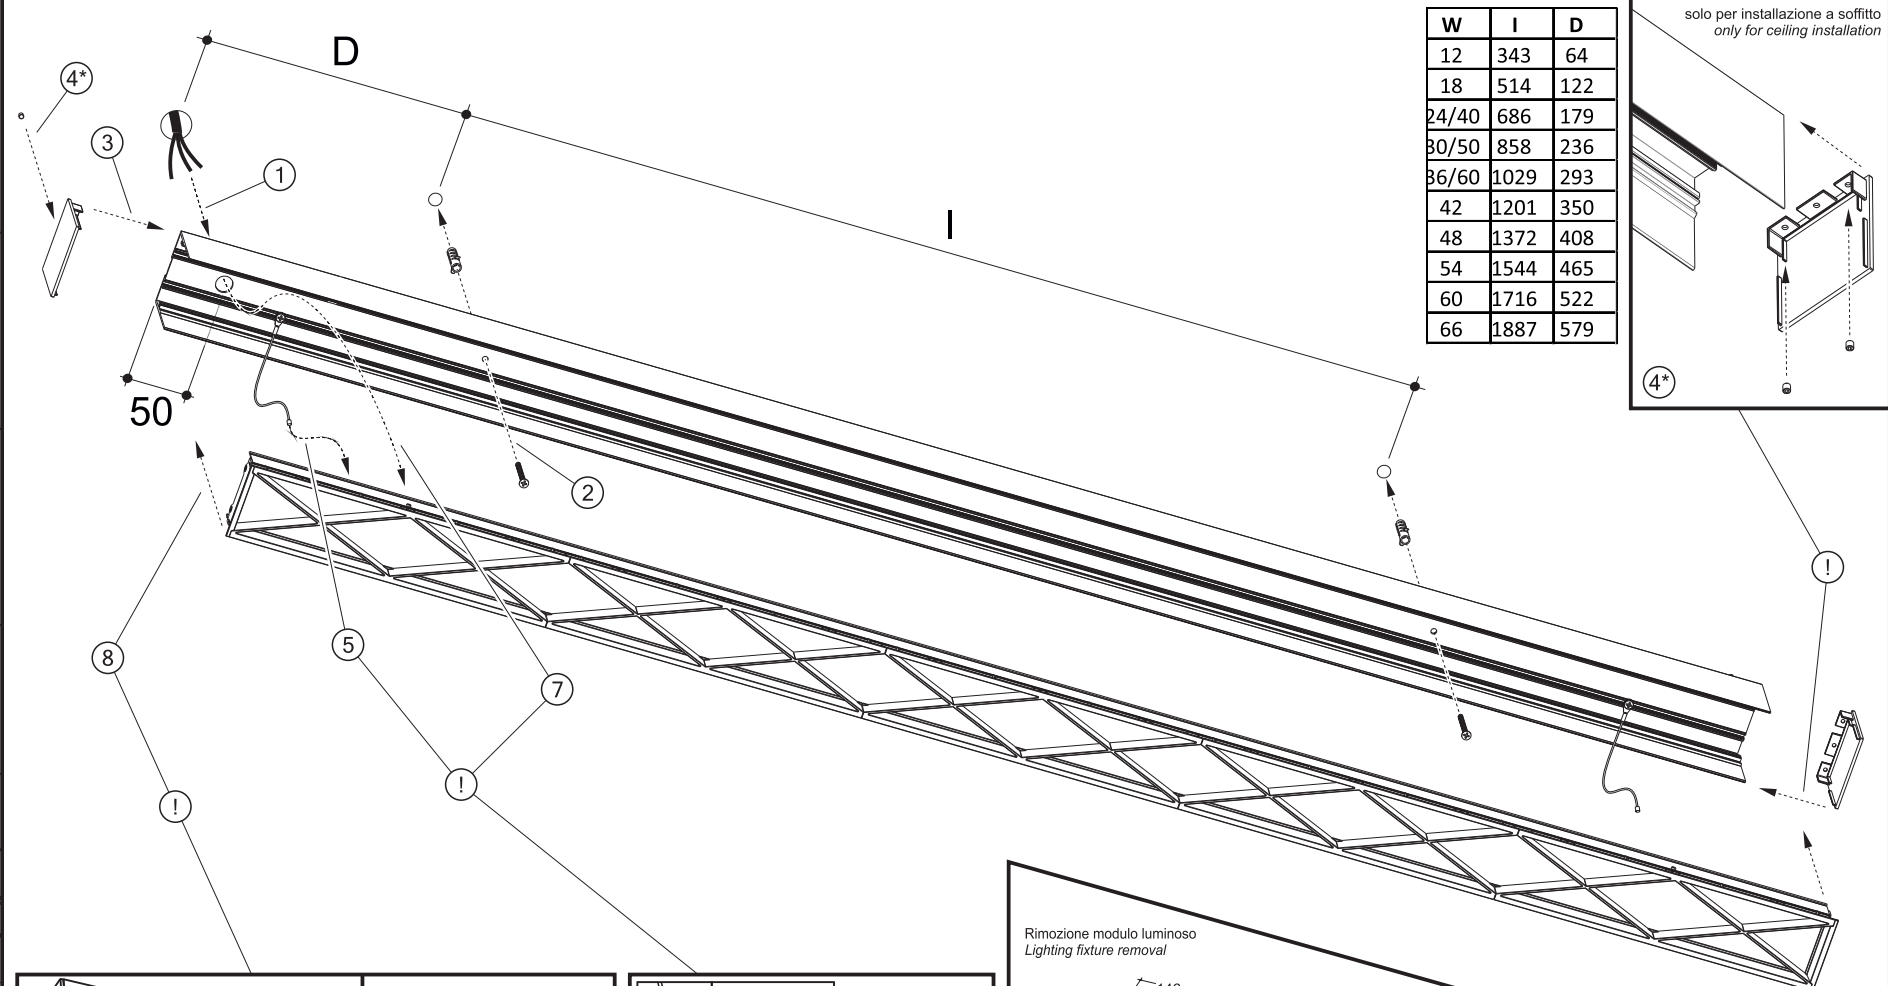 D
4*
3
1
I
50
2
8
5
7
!
!
!
W I D
12 343 64
18 514 122
24/40 686 179
30/50 858 236
36/60 1029 293
42 1201 350
48 1372 408
54 1544 465
60 1716 522
66 1887 579
solo per installazione a soffitto
only for ceiling installation
4*
Rimozione modulo luminoso
Lighting fixture removal